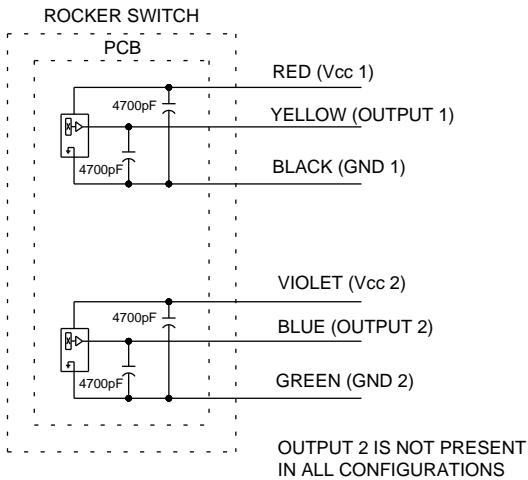 ROCKER SWITCH
PCB
RED (Vcc 1)
4700pF
YELLOW (OUTPUT 1)
4700pF
BLACK (GND 1)
VIOLET (Vcc 2)
4700pF
BLUE (OUTPUT 2)
4700pF
GREEN (GND 2)
OUTPUT 2 IS NOT PRESENT
IN ALL CONFIGURATIONS